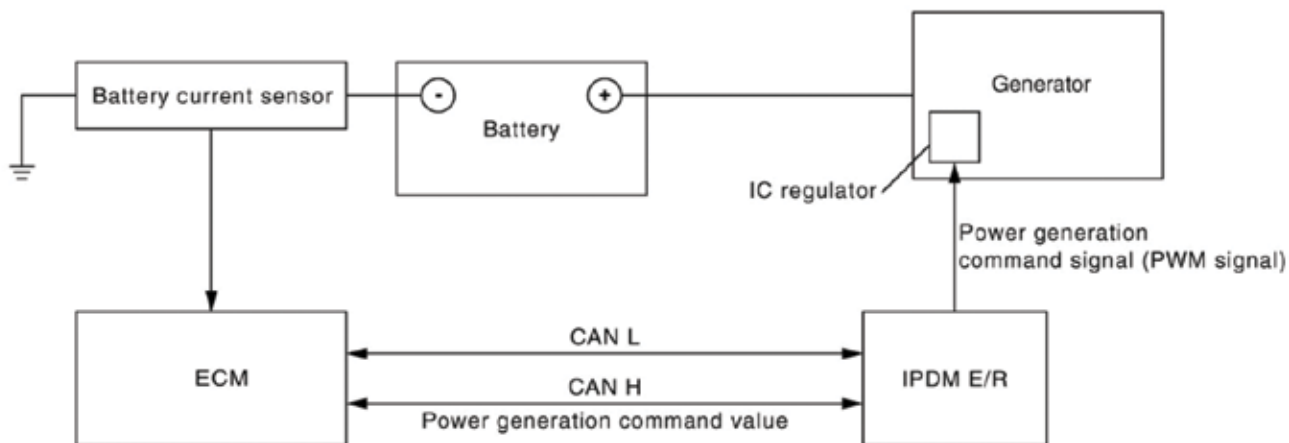 Battery current sensor
-
+
Battery
Generator
IC regulator
Power generation
command signal (PWM signal)
ECM
CAN L
CAN H
Power generation command value
IPDM E/R